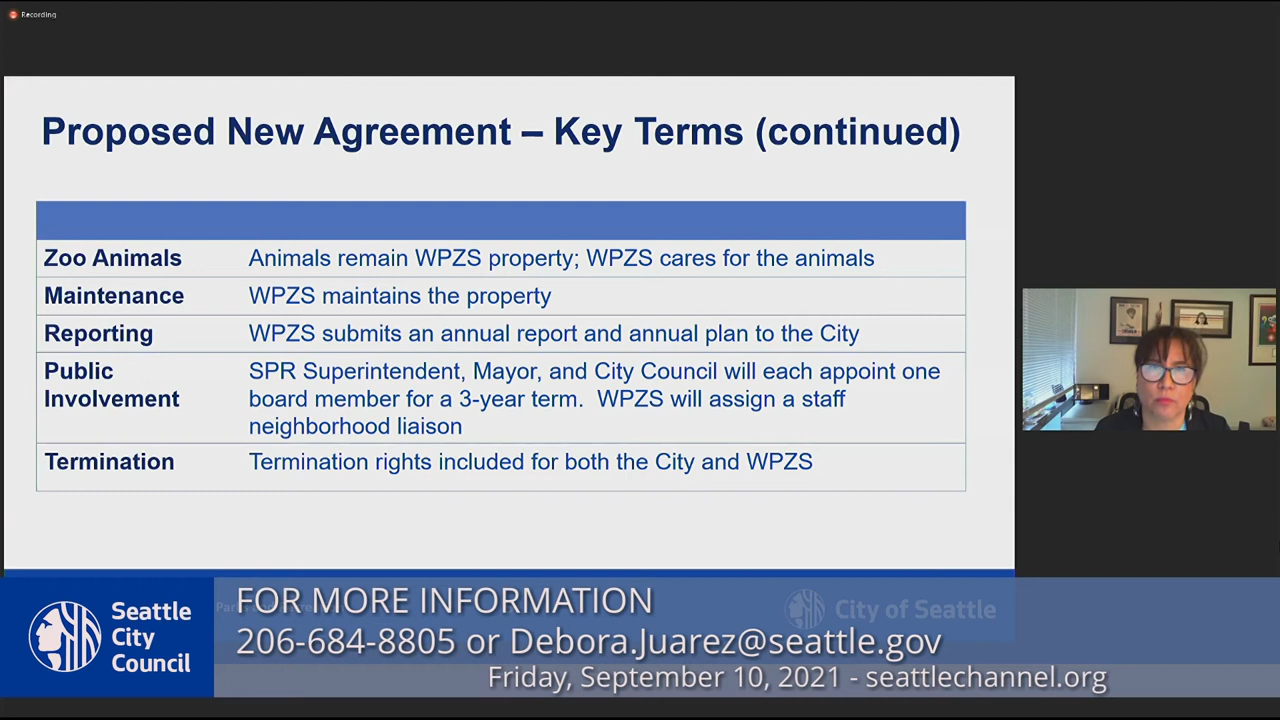 Recording
Proposed New Agreement – Key Terms (continued)
Zoo Animals Animals remain WPZS property; WPZS cares for the animals
Maintenance WPZS maintains the property
Reporting WPZS submits an annual report and annual plan to the City
Public Involvement SPR Superintendent, Mayor, and City Council will each appoint one
board member for a 3-year term. WPZS will assign a staff
neighborhood liaison
Termination Termination rights included for both the City and WPZS
City of Seattle
Seattle
City
Council
FOR MORE INFORMATION
206-684-8805 or Debora.Juarez@seattle.gov
Friday, September 10, 2021 - seattlechannel.org